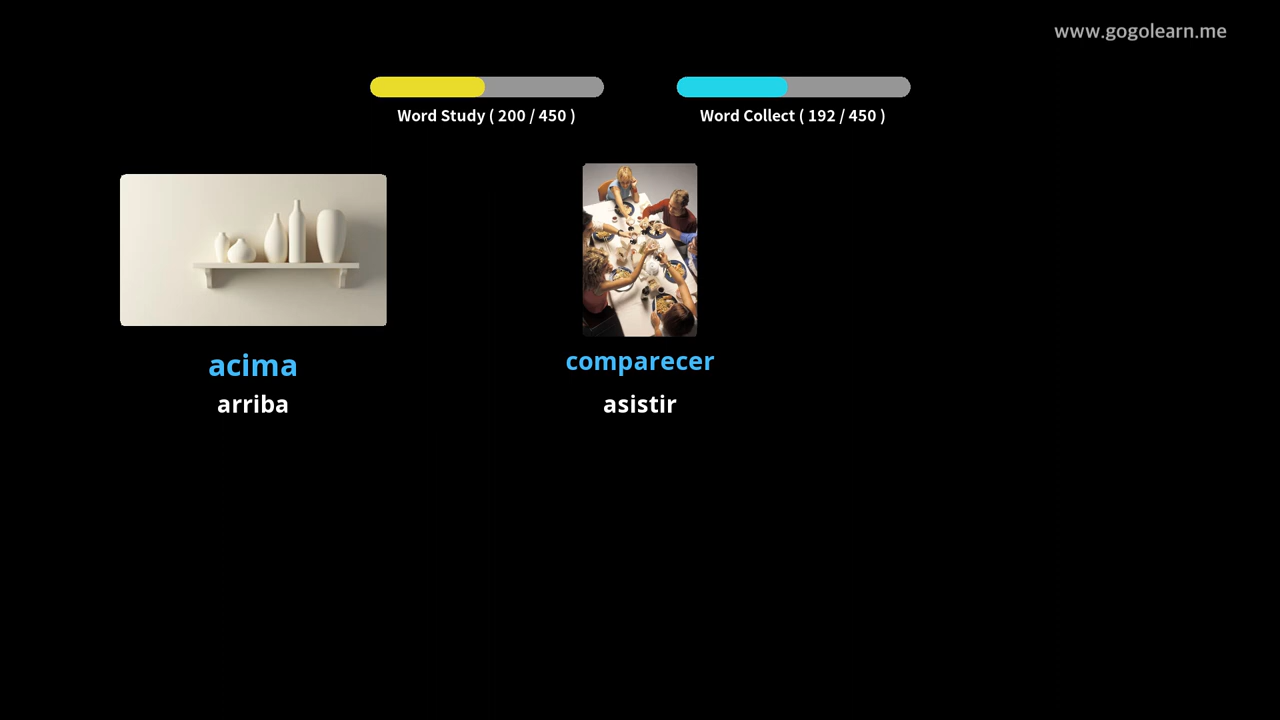 www.gogolearn.me
Word Study ( 200 / 450 )
Word Collect ( 192 / 450 )
acima
arriba
comparecer
asistir